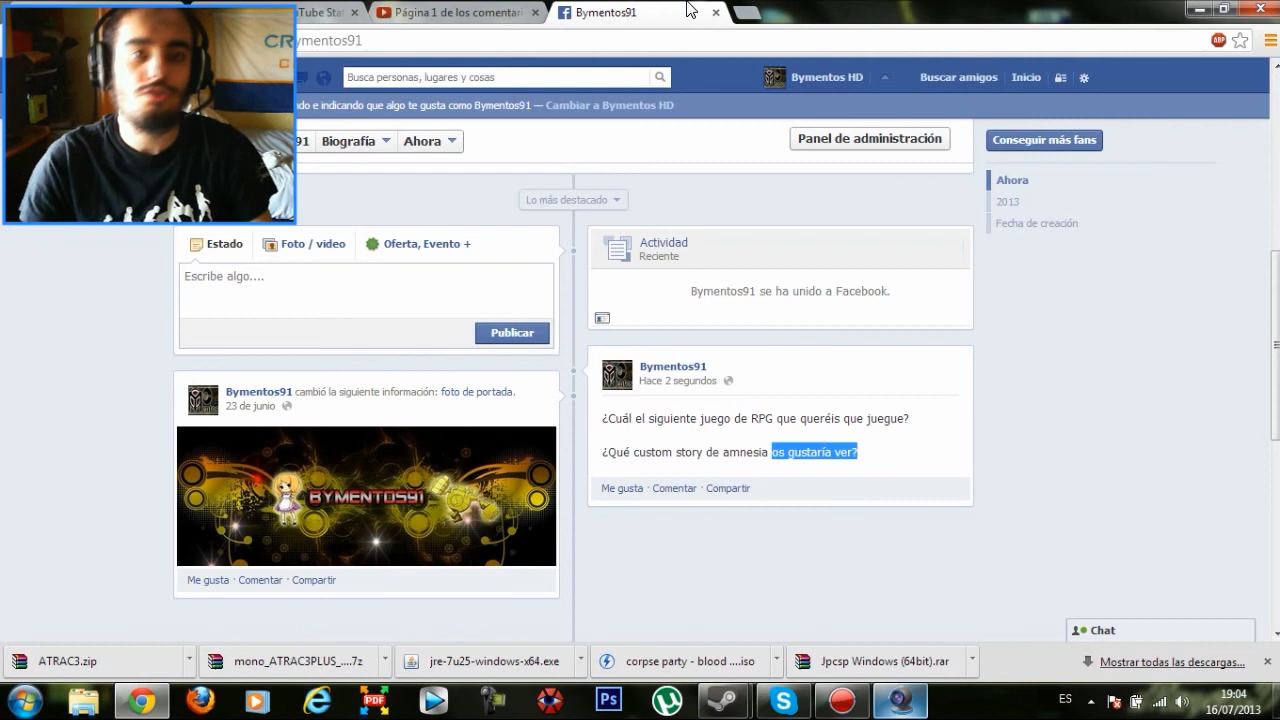 uTube Sta
Página 1 de los comentari
Bymentos91
ymentos91
ABP
CR
C
Busca personas, lugares y cosas
Bymentos HD
Buscar amigos
Inicio
ndo e indicando que algo te gusta como Bymentos91 — Cambiar a Bymentos HD
91
Biografía
Ahora
Panel de administración
Conseguir más fans
Ahora
2013
Fecha de creación
Lo más destacado
Estado
Foto / video
Oferta, Evento +
Escribe algo....
Publicar
Actividad
Reciente
Bymentos91 se ha unido a Facebook.
Bymentos91
Hace 2 segundos
¿Cuál el siguiente juego de RPG que queréis que juegue?
¿Qué custom story de amnesia os gustaría ver?
Me gusta · Comentar · Compartir
Bymentos91 cambió la siguiente información: foto de portada.
23 de junio
BYMENTOS91
Me gusta · Comentar · Compartir
Chat
ATRAC3.zip
mono_ATRAC3PLUS_....7z
jre-7u25-windows-x64.exe
corpse party - blood ....iso
Jpcsp Windows (64bit).rar
Mostrar todas las descargas...
PDF
Ps
ES
19:04
16/07/2013